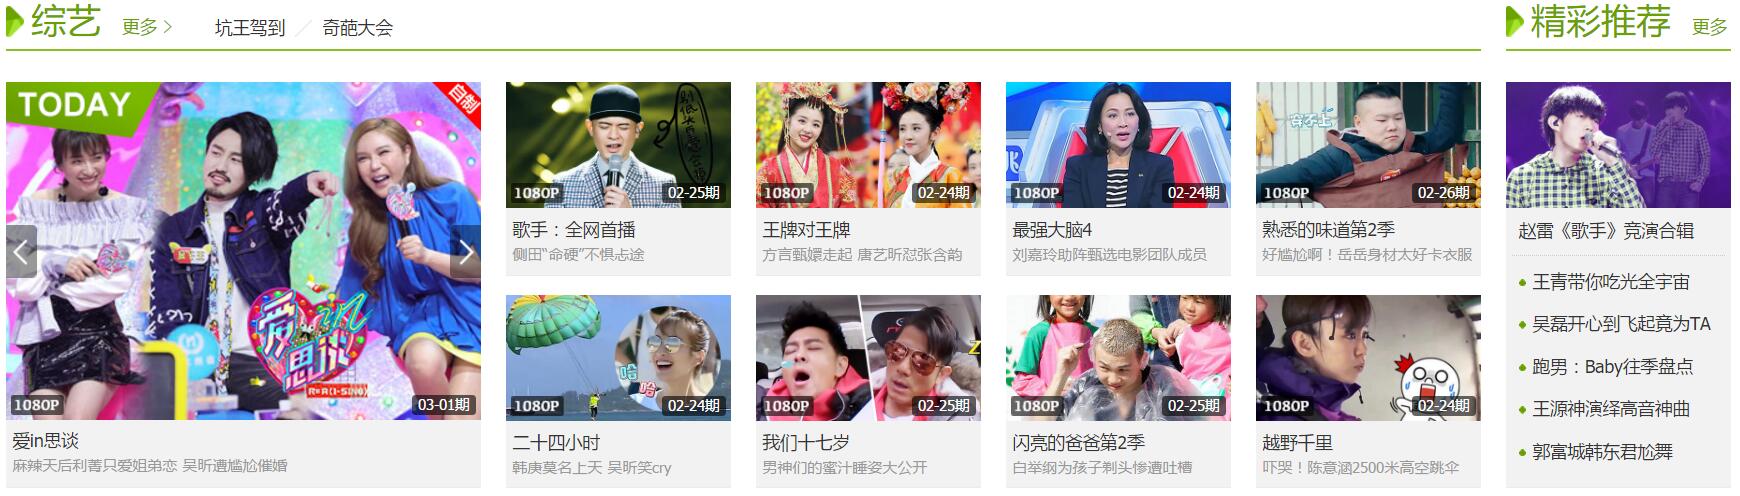 综艺 更多 坑王驾到 奇葩大会
TODAY
自制
爱in思谈
REAL(I-SING)
1080P
03-01期
爱in思谈
麻辣天后利菁只爱姐弟恋 吴昕遭尴尬催婚
1080P
02-25期
歌手：全网首播
侧田“命硬”不惧忐途
1080P
02-24期
王牌对王牌
方言甄嬛走起 唐艺昕怼张含韵
1080P
02-24期
最强大脑4
刘嘉玲助阵甄选电影团队成员
穿不上
1080P
02-26期
熟悉的味道第2季
好尴尬啊！岳岳身材太好卡衣服
哈
哈
02-24期
二十四小时
韩庚莫名上天 吴昕笑cry
Z
1080P
02-25期
我们十七岁
男神们的蜜汁睡姿大公开
1080P
02-25期
闪亮的爸爸第2季
白举纲为孩子剃头惨遭吐槽
1080P
02-24期
越野千里
吓哭！陈意涵2500米高空跳伞
精彩推荐 更多
赵雷《歌手》竞演合辑
王青带你吃光全宇宙
吴磊开心到飞起竟为TA
跑男：Baby往季盘点
王源神演绎高音神曲
郭富城韩东君尬舞